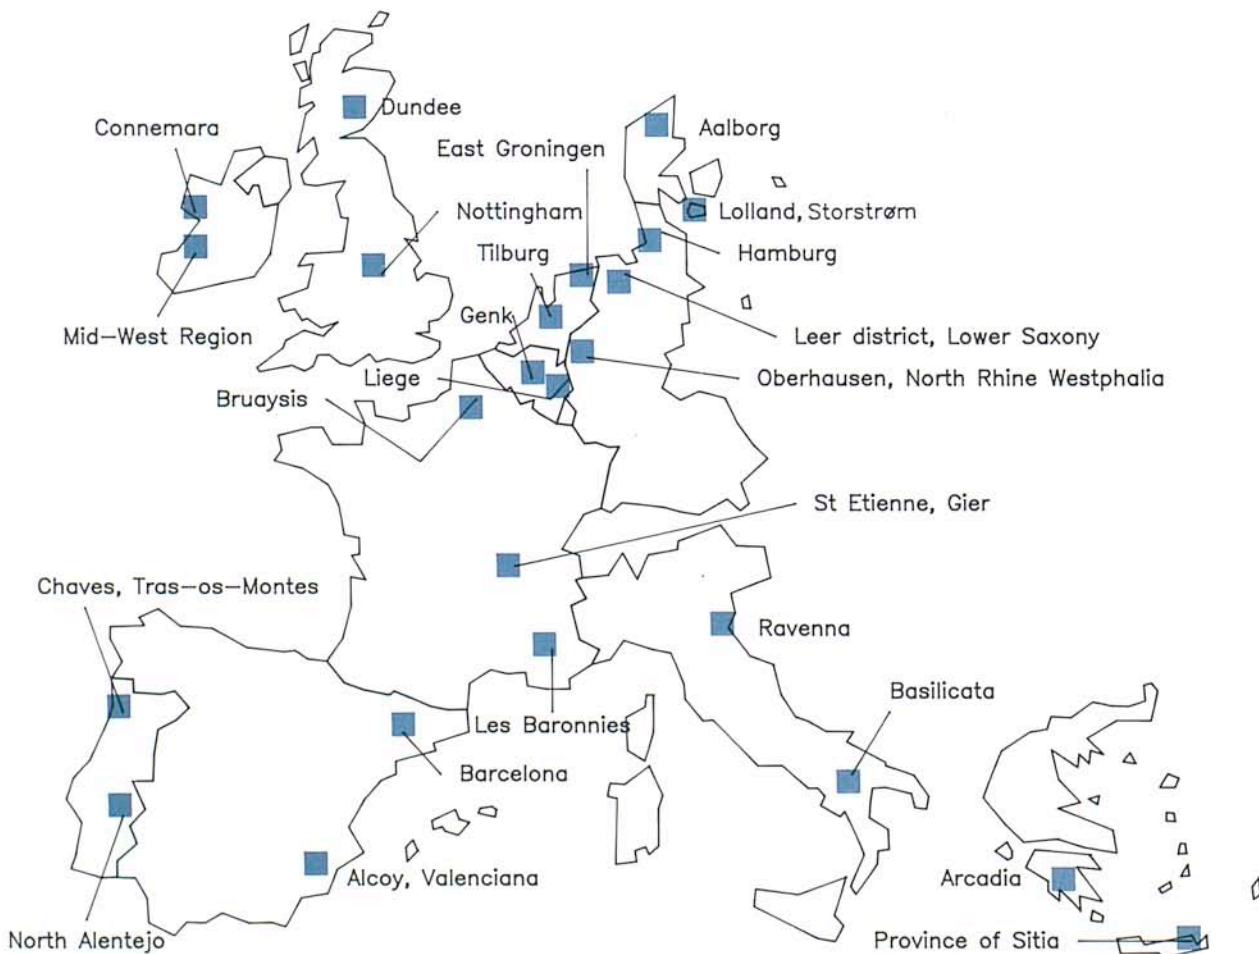 Dundee
Connemara
Aalborg
East Groningen
Nottingham
Lolland, Storstrøm
Tilburg
Hamburg
Genk
Mid-West Region
Leer district, Lower Saxony
Liege
Oberhausen, North Rhine Westphalia
Bruaysis
St Etienne, Gier
Chaves, Tras-os-Montes
Ravenna
Basilicata
Les Baronnies
Barcelona
Alcoy, Valenciana
Arcadia
North Alentejo
Province of Sitia